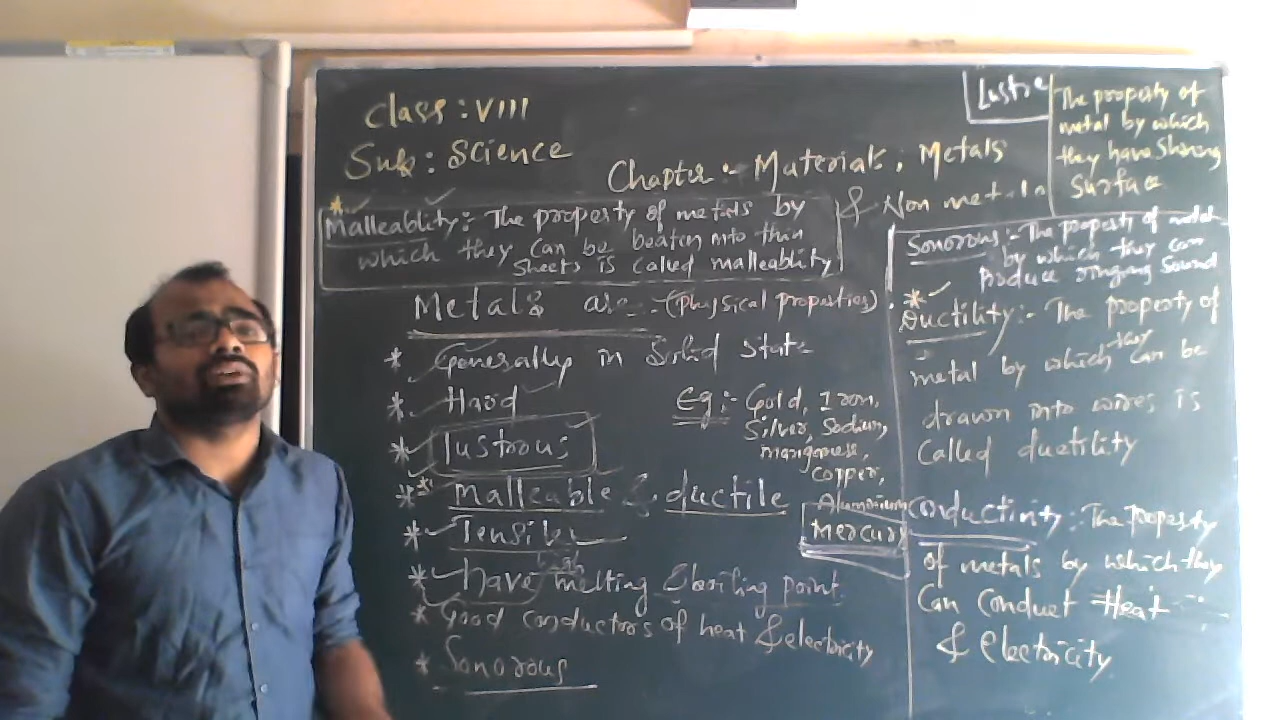 Class : VIII
Sub : Science
Chapter :- Materials, Metals
& Non metals
Malleablity : The property of metals by
which they can be beaten into thin
sheets is called malleablity
Metals are - (Physical properties)
* Generally in Solid state
* Hard
* lustrous
* malleable & ductile
* Tensile
* have high melting & boiling point
* Good conductors of heat & electricity
* Sonorous
Eg :- Gold, Iron,
Silver, Sodium,
manganese,
Copper,
Aluminium
Mercury
Lustre
The property of
metal by which
they have shining
Surface
Sonorous :- The property of metal
by which they can
Produce ringing sound
* Ductility :- The property of
metal by which they can be
drawn into wires is
Called ductility
Conductivity : The property
of metals by which they
Can Conduct Heat
& electricity